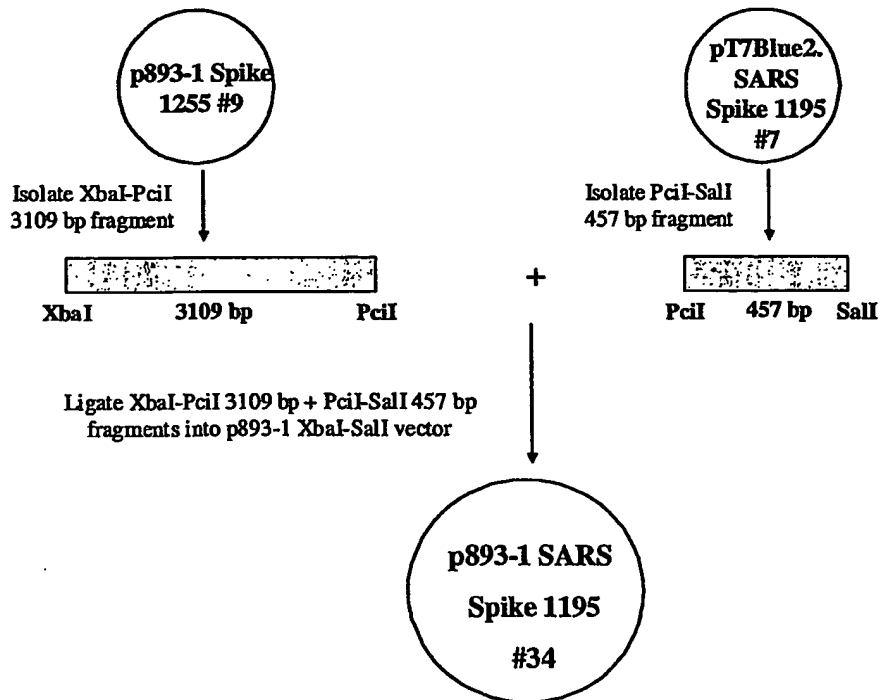 p893-1 Spike
1255 #9
pT7Blue2.
SARS
Spike 1195
#7
Isolate XbaI-PciI
3109 bp fragment
Isolate PciI-SalI
457 bp fragment
+
XbaI 3109 bp PciI
PciI 457 bp SalI
Ligate XbaI-PciI 3109 bp + PciI-SalI 457 bp
fragments into p893-1 XbaI-SalI vector
p893-1 SARS
Spike 1195
#34